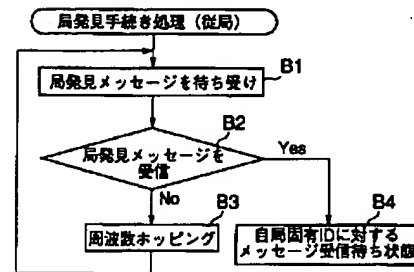 局発見手続き処理（従局）
局発見メッセージを待ち受け
B1
局発見メッセージを
受信
B2
Yes
No
周波数ホッピング
B3
自局固有IDに対する
メッセージ受信待ち状態
B4